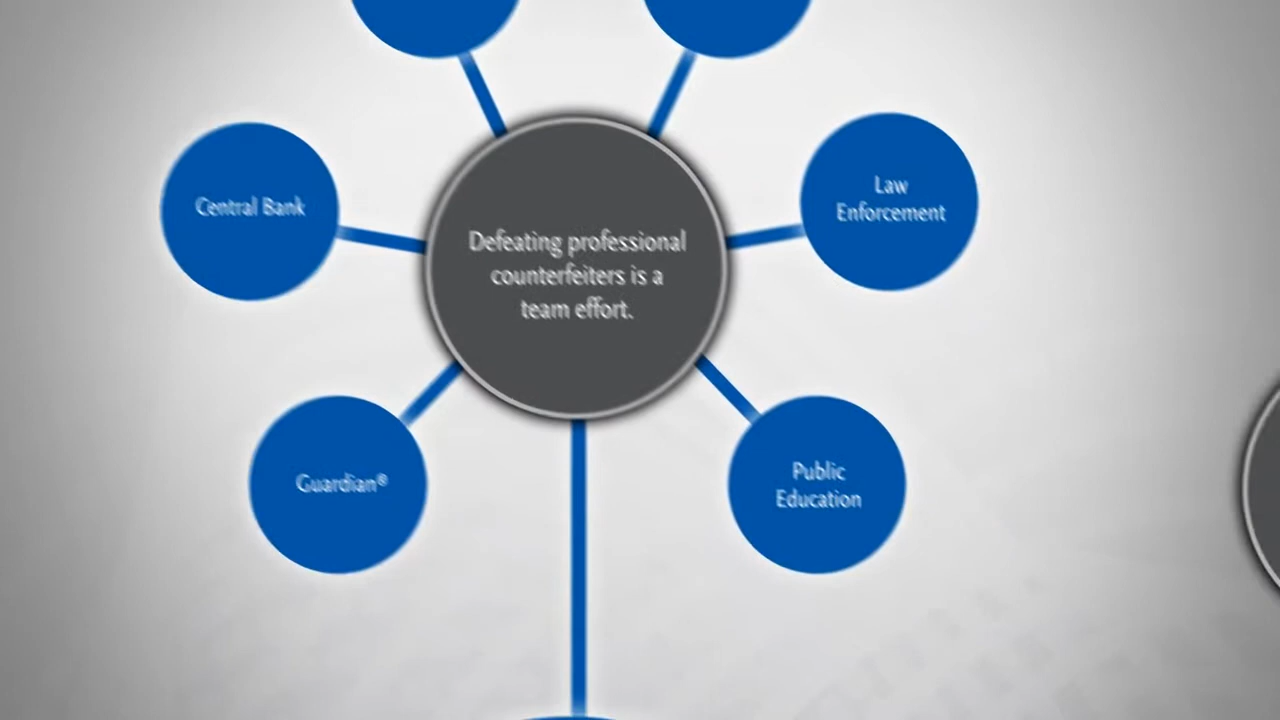 Central Bank
Law
Enforcement
Defeating professional
counterfeiters is a
team effort.
Guardian®
Public
Education